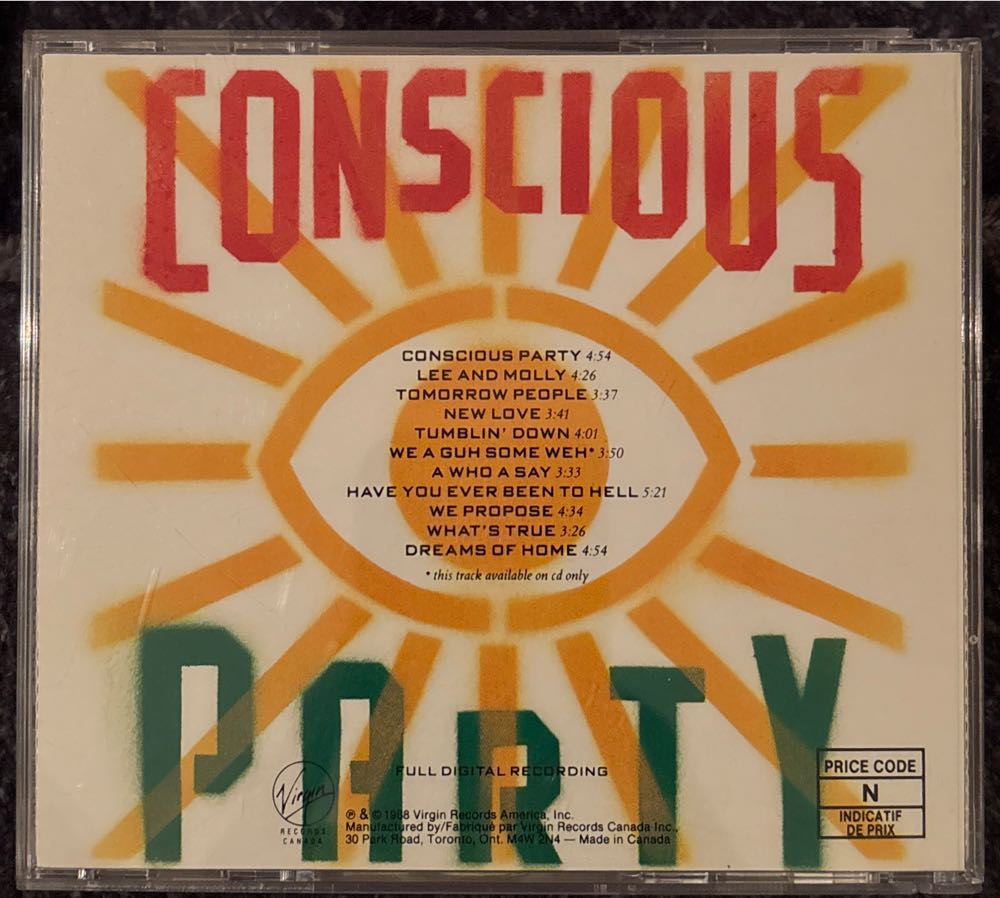 CONSCIOUS
CONSCIOUS PARTY 4:54
LEE AND MOLLY 4:26
TOMORROW PEOPLE 3:37
NEW LOVE 3:41
TUMBLIN' DOWN 4:01
WE A GUH SOME WEH* 3:50
A WHO A SAY 3:33
HAVE YOU EVER BEEN TO HELL 5:21
WE PROPOSE 4:34
WHAT'S TRUE 3:26
DREAMS OF HOME 4:54
* this track available on cd only
PARTY
FULL DIGITAL RECORDING
Virgin
RECORDS
CANADA
℗ & © 1988 Virgin Records America, Inc.
Manufactured by/Fabriqué par Virgin Records Canada Inc.,
30 Park Road, Toronto, Ont. M4W 2N4 — Made in Canada
PRICE CODE
N
INDICATIF
DE PRIX